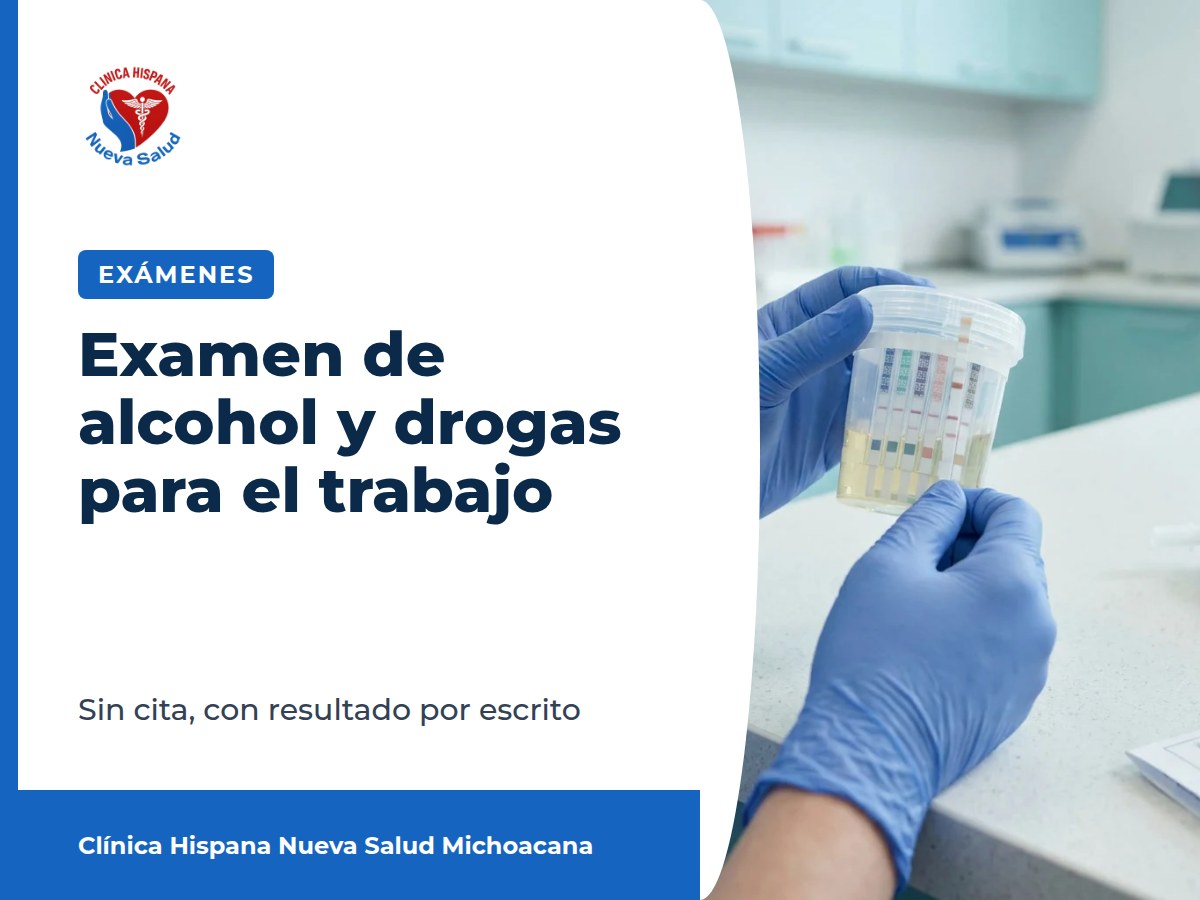 CLINICA HISPANA
Nueva Salud
EXÁMENES
Examen de
alcohol y drogas
para el trabajo
Sin cita, con resultado por escrito
Clínica Hispana Nueva Salud Michoacana